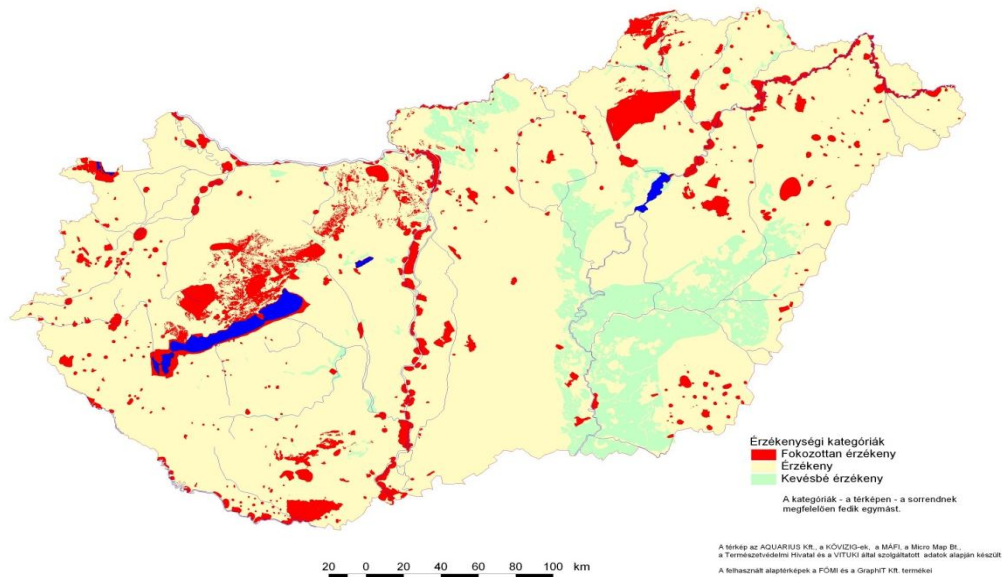 Érzékenységi kategóriák
Fokozottan érzékeny
Érzékeny
Kevésbé érzékeny
A kategóriák - a térképen - a sorrendnek
megfelelően fedik egymást.
A térkép az AQUARIUS Kft., a KÖVIZIG-ek, a MÁFI, a Micro Map Bt.,
a Természetvédelmi Hivatal és a VITUKI által szolgáltatott adatok alapján készült
A felhasznált alaptérképek a FÖMI és a GraphIT Kft. termékei
20 0 20 40 60 80 100 km